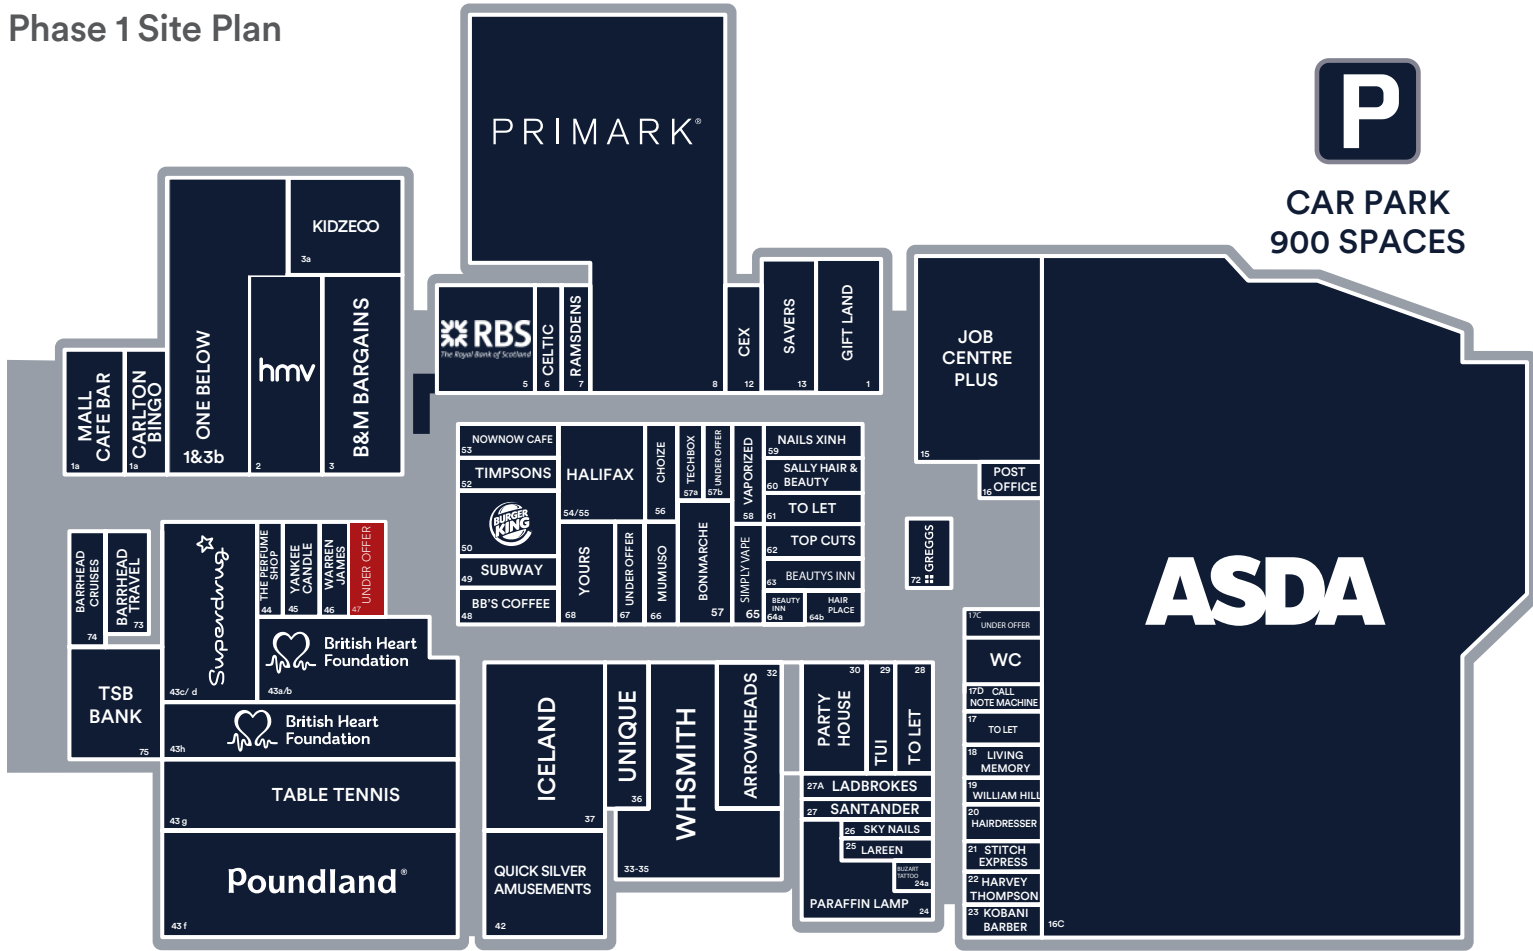 Phase 1 Site Plan
PRIMARK®
8
P
CAR PARK
900 SPACES
KIDZECO
3a
ONE BELOW
1&3b
hmv
2
B&M BARGAINS
3
MALL
CAFE BAR
1a
CARLTON
BINGO
1a
RBS
The Royal Bank of Scotland
5
CELTIC
6
RAMSDENS
7
CEX
12
SAVERS
13
GIFT LAND
1
JOB
CENTRE
PLUS
15
POST
OFFICE
16
ASDA
16C
NOWNOW CAFE
53
TIMPSONS
52
BURGER
KING
50
SUBWAY
49
BB'S COFFEE
48
HALIFAX
54/55
CHOIZE
56
TECHBOX
57a
UNDER OFFER
57b
VAPORIZED
58
NAILS XINH
59
SALLY HAIR &
BEAUTY
60
TO LET
61
TOP CUTS
62
BEAUTYS INN
63
BEAUTY
INN
64a
HAIR
PLACE
64b
YOURS
68
UNDER OFFER
67
MUMUSO
66
BONMARCHE
57
SIMPLY VAPE
65
GREGGS
72
BARRHEAD
CRUISES
74
BARRHEAD
TRAVEL
73
TSB
BANK
75
Superdrug
43c/ d
THE PERFUME
SHOP
44
YANKEE
CANDLE
45
WARREN
JAMES
46
UNDER OFFER
47
British Heart
Foundation
43a/b
British Heart
Foundation
43h
TABLE TENNIS
43 g
Poundland®
43 f
ICELAND
37
UNIQUE
36
WHSMITH
33-35
ARROWHEADS
32
QUICK SILVER
AMUSEMENTS
42
PARTY
HOUSE
30
TUI
29
TO LET
28
27A LADBROKES
27 SANTANDER
26 SKY NAILS
25 LAREEN
BUZART
TATTOO
24a
PARAFFIN LAMP
24
17C
UNDER OFFER
WC
17D CALL
NOTE MACHINE
17
TO LET
18 LIVING
MEMORY
19
WILLIAM HILL
20
HAIRDRESSER
21 STITCH
EXPRESS
22 HARVEY
THOMPSON
23 KOBANI
BARBER